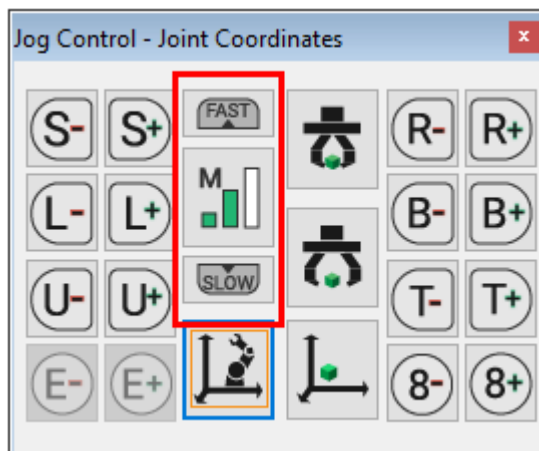 Jog Control - Joint Coordinates x
S- S+ FAST R- R+
L- L+ M B- B+
U- U+ SLOW T- T+
E- E+ 8- 8+